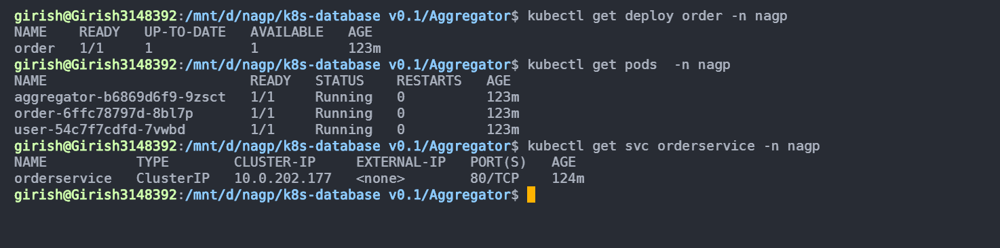 girish@Girish3148392:/mnt/d/nagp/k8s-database v0.1/Aggregator$ kubectl get deploy order -n nagp
NAME    READY   UP-TO-DATE   AVAILABLE   AGE
order   1/1     1            1           123m
girish@Girish3148392:/mnt/d/nagp/k8s-database v0.1/Aggregator$ kubectl get pods  -n nagp
NAME                         READY   STATUS    RESTARTS   AGE
aggregator-b6869d6f9-9zsct   1/1     Running   0          123m
order-6ffc78797d-8bl7p       1/1     Running   0          123m
user-54c7f7cdfd-7vwbd        1/1     Running   0          123m
girish@Girish3148392:/mnt/d/nagp/k8s-database v0.1/Aggregator$ kubectl get svc orderservice -n nagp
NAME           TYPE        CLUSTER-IP     EXTERNAL-IP   PORT(S)   AGE
orderservice   ClusterIP   10.0.202.177   <none>        80/TCP    124m
girish@Girish3148392:/mnt/d/nagp/k8s-database v0.1/Aggregator$